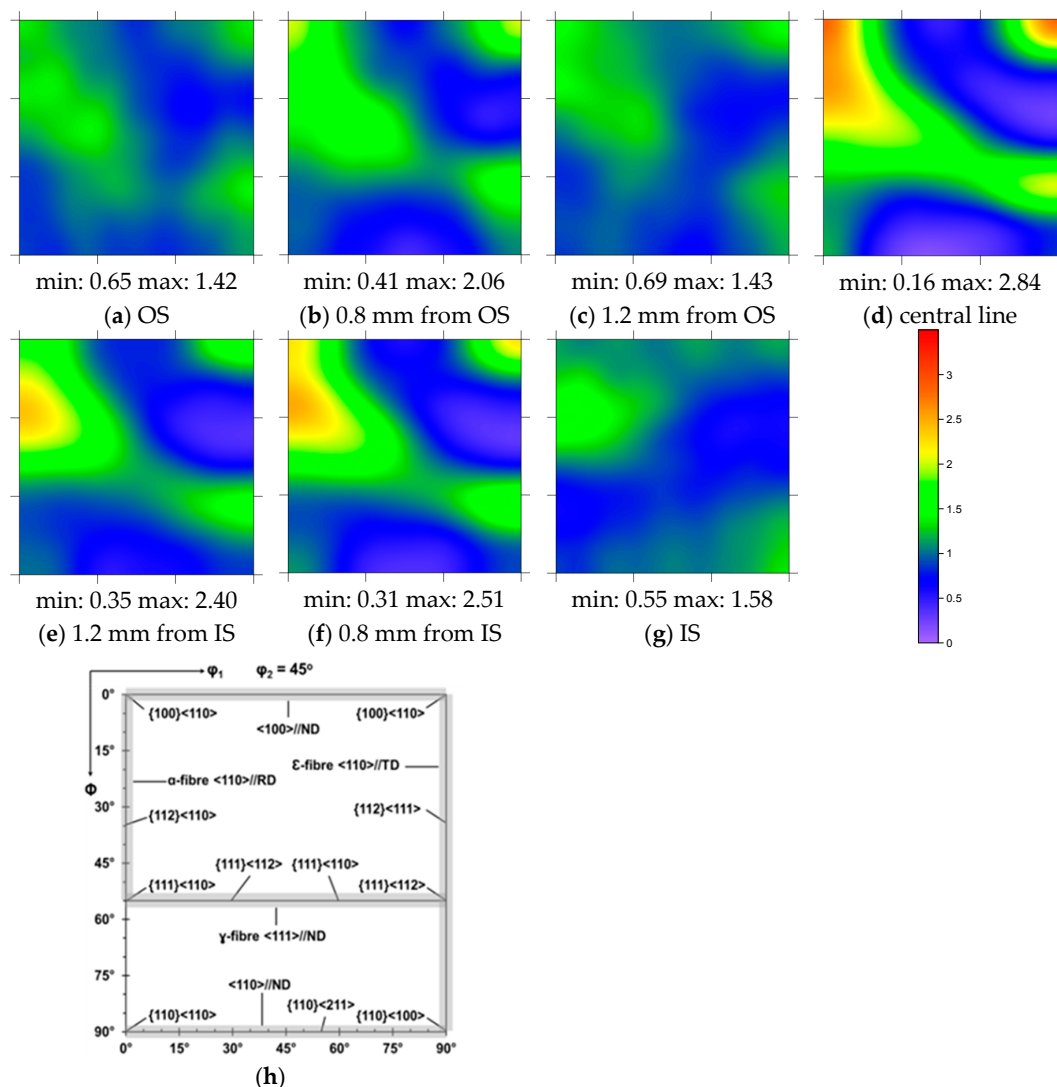 min: 0.65 max: 1.42
(a) OS
min: 0.41 max: 2.06
(b) 0.8 mm from OS
min: 0.69 max: 1.43
(c) 1.2 mm from OS
min: 0.16 max: 2.84
(d) central line
min: 0.35 max: 2.40
(e) 1.2 mm from IS
min: 0.31 max: 2.51
(f) 0.8 mm from IS
min: 0.55 max: 1.58
(g) IS
3
2.5
2
1.5
1
0.5
0
φ₁ φ₂ = 45°
Φ
0°
15°
30°
45°
60°
75°
90°
{100}<110>
{100}<110>
<100>//ND
ε-fibre <110>//TD
α-fibre <110>//RD
{112}<110>
{112}<111>
{111}<112>
{111}<110>
{111}<110>
{111}<112>
ɣ-fibre <111>//ND
<110>//ND
{110}<110>
{110}<211>
{110}<100>
0°
15°
30°
45°
60°
75°
90°
(h)